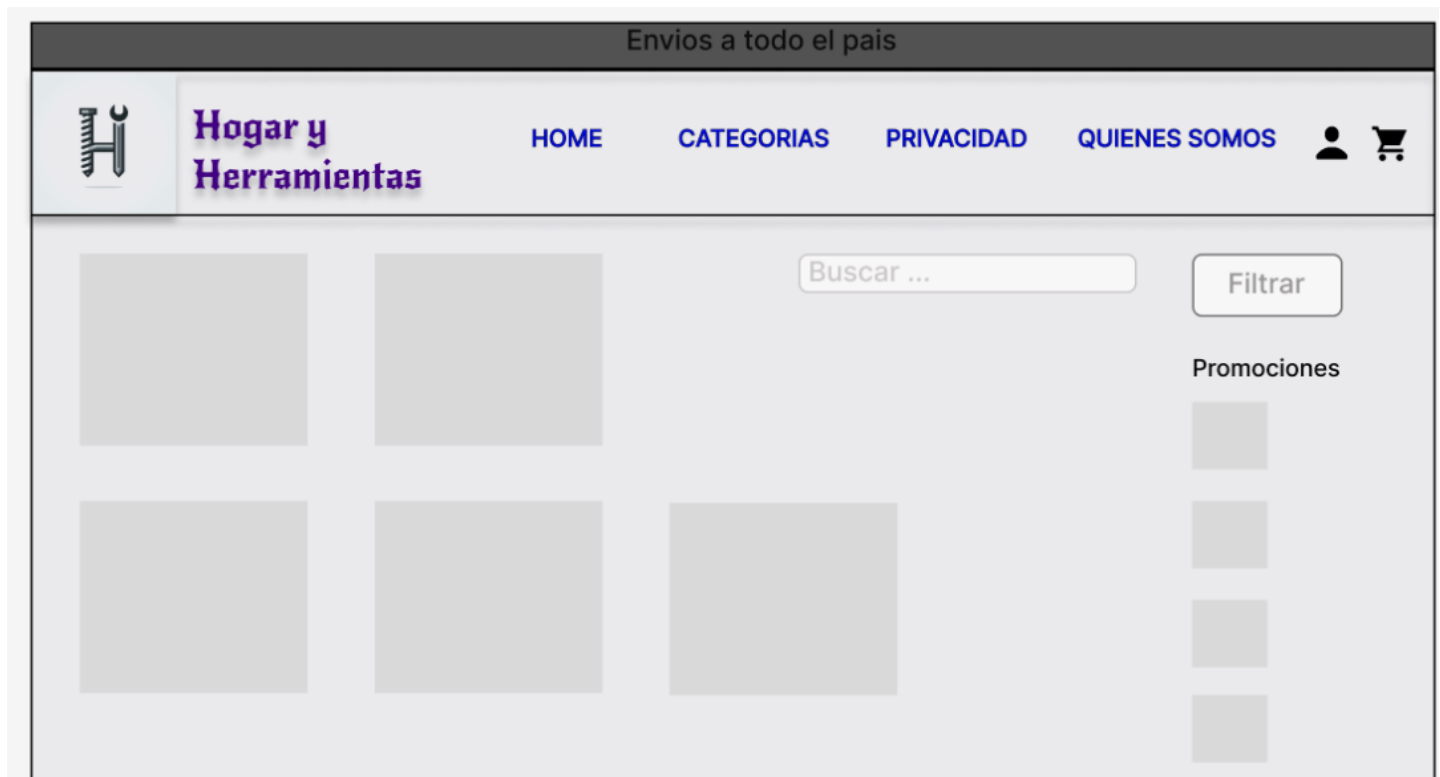 Envios a todo el pais
Hogar y
Herramientas
HOME
CATEGORIAS
PRIVACIDAD
QUIENES SOMOS
Buscar ...
Filtrar
Promociones